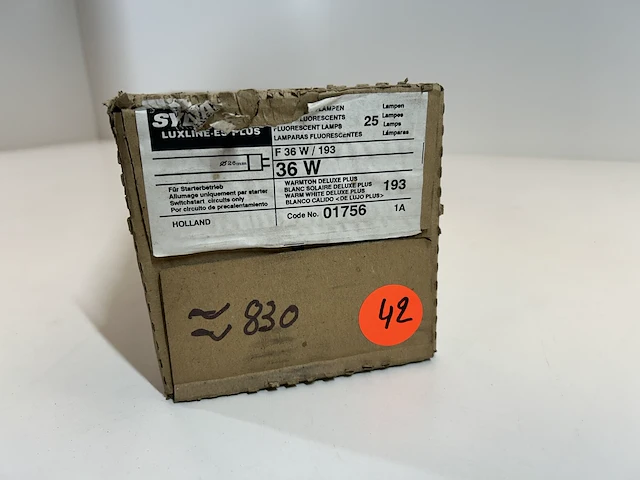 LUXLINE-ES PLUS
Ø 26 mm
Für Starterbetrieb
Allumage uniquement par starter
Switchstart circuits only
Por circuito de precalentamiento
HOLLAND
LAMPEN
FLUORESCENT LAMPS
LAMPARAS FLUORESCENTES
25
Lampen
Lampes
Lamps
Lámparas
F 36 W / 193
36 W
WARMTON DELUXE PLUS
BLANC SOLAIRE DELUXE PLUS
WARM WHITE DELUXE PLUS
BLANCO CALIDO <DE LUJO PLUS>
193
Code No. 01756 1A
≈ 830
42